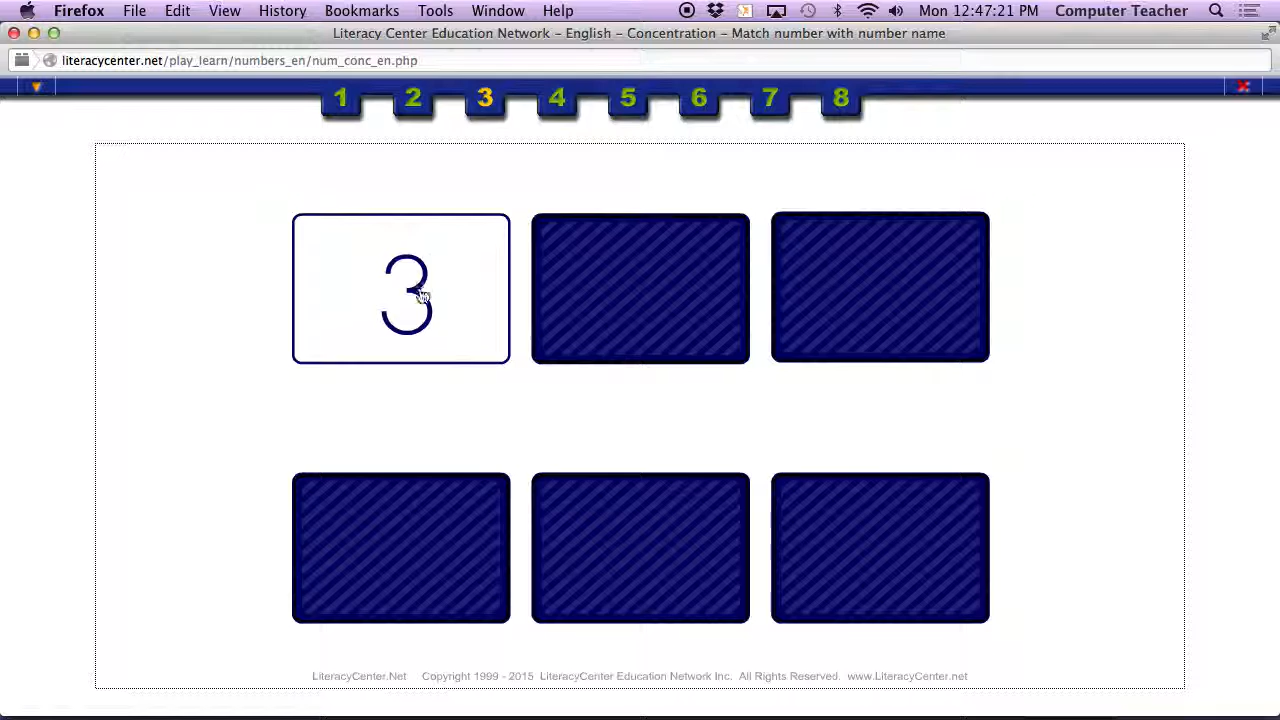 Firefox File Edit View History Bookmarks Tools Window Help Mon 12:47:21 PM Computer Teacher
Literacy Center Education Network – English – Concentration – Match number with number name
literacycenter.net/play_learn/numbers_en/num_conc_en.php
1 2 3 4 5 6 7 8
3
LiteracyCenter.Net Copyright 1999 - 2015 LiteracyCenter Education Network Inc. All Rights Reserved. www.LiteracyCenter.net